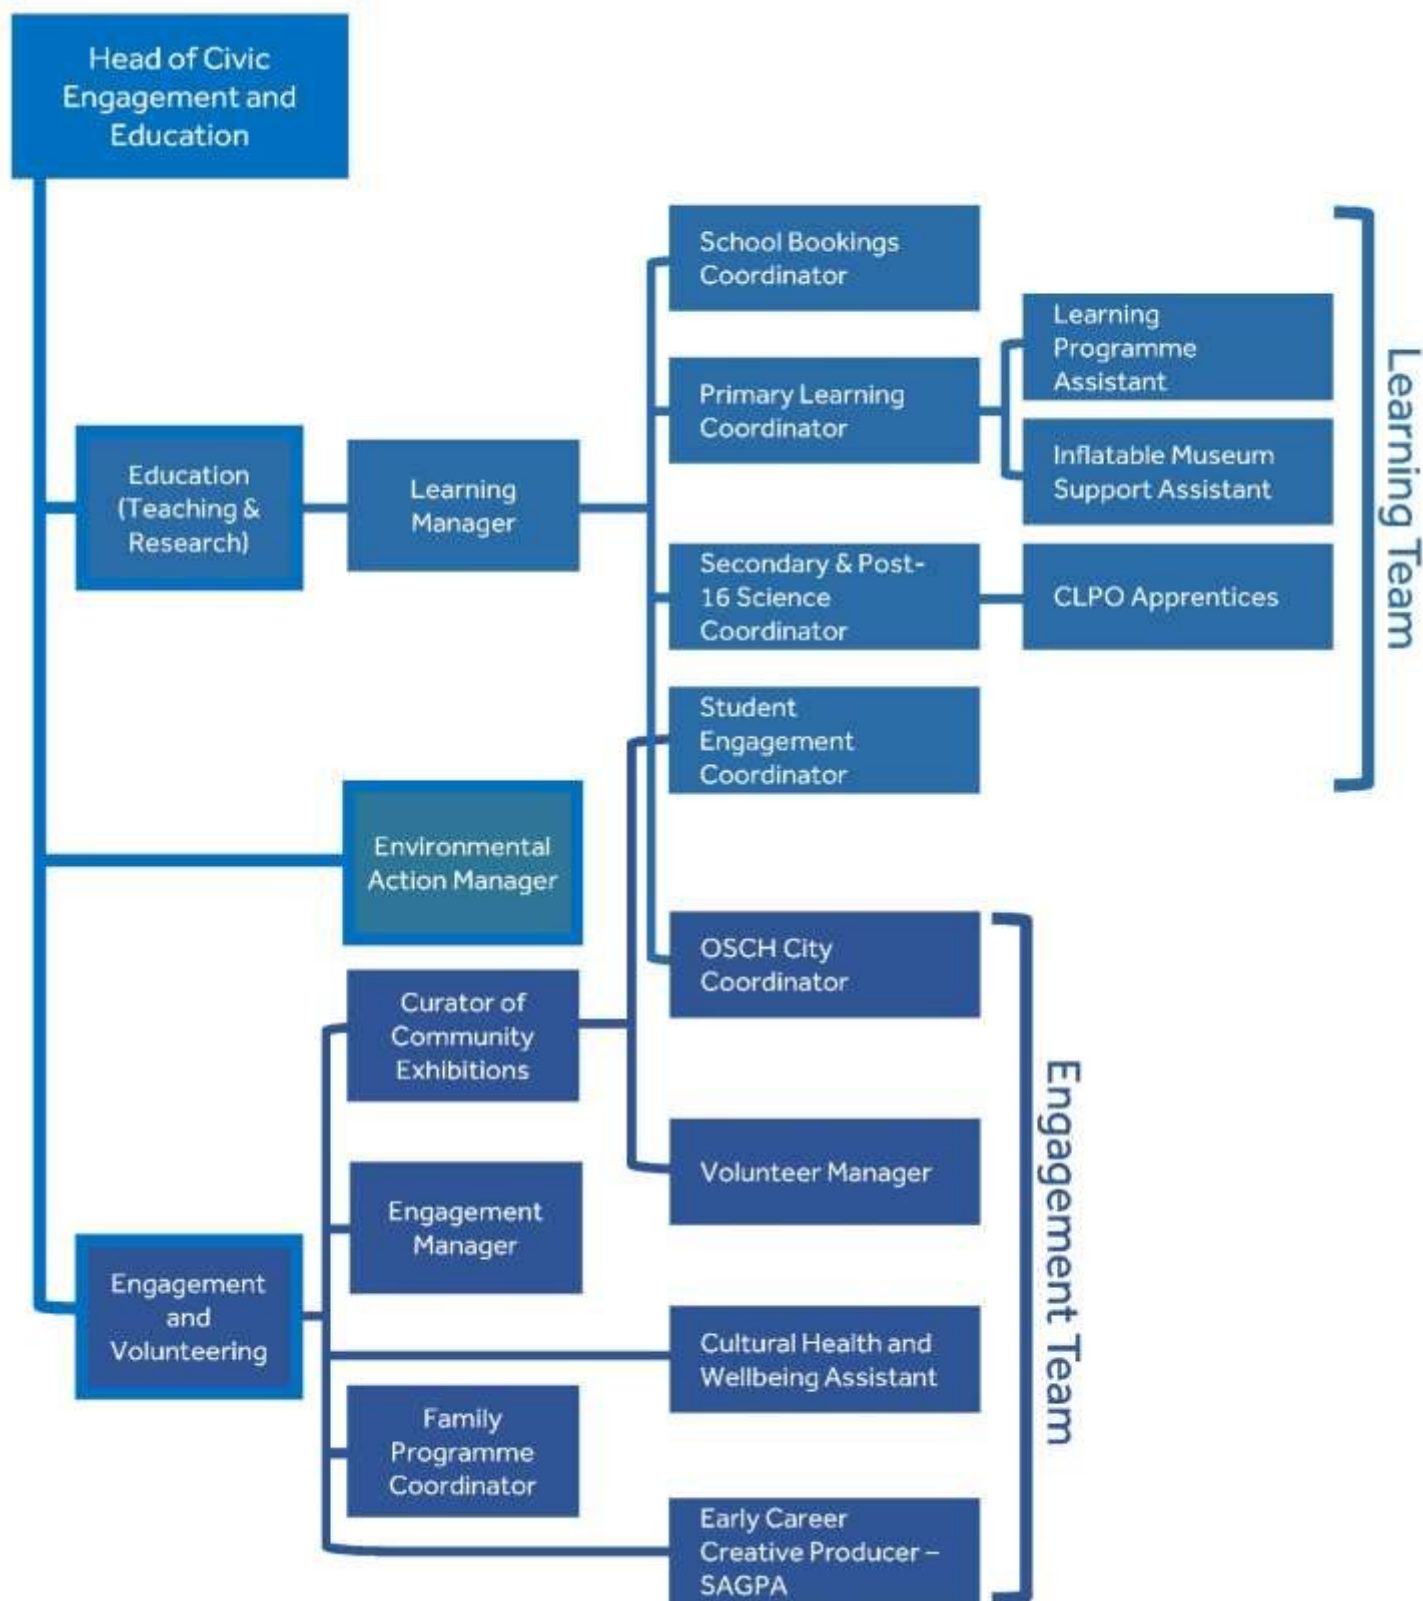 Head of Civic
Engagement and
Education
School Bookings
Coordinator
Learning
Programme
Assistant
Primary Learning
Coordinator
Inflatable Museum
Support Assistant
Education
(Teaching &
Research)
Learning
Manager
Secondary & Post-
16 Science
Coordinator
CLPO Apprentices
Learning Team
Student
Engagement
Coordinator
Environmental
Action Manager
OSCH City
Coordinator
Curator of
Community
Exhibitions
Volunteer Manager
Engagement
Manager
Engagement Team
Engagement
and
Volunteering
Cultural Health and
Wellbeing Assistant
Family
Programme
Coordinator
Early Career
Creative Producer –
SAGPA